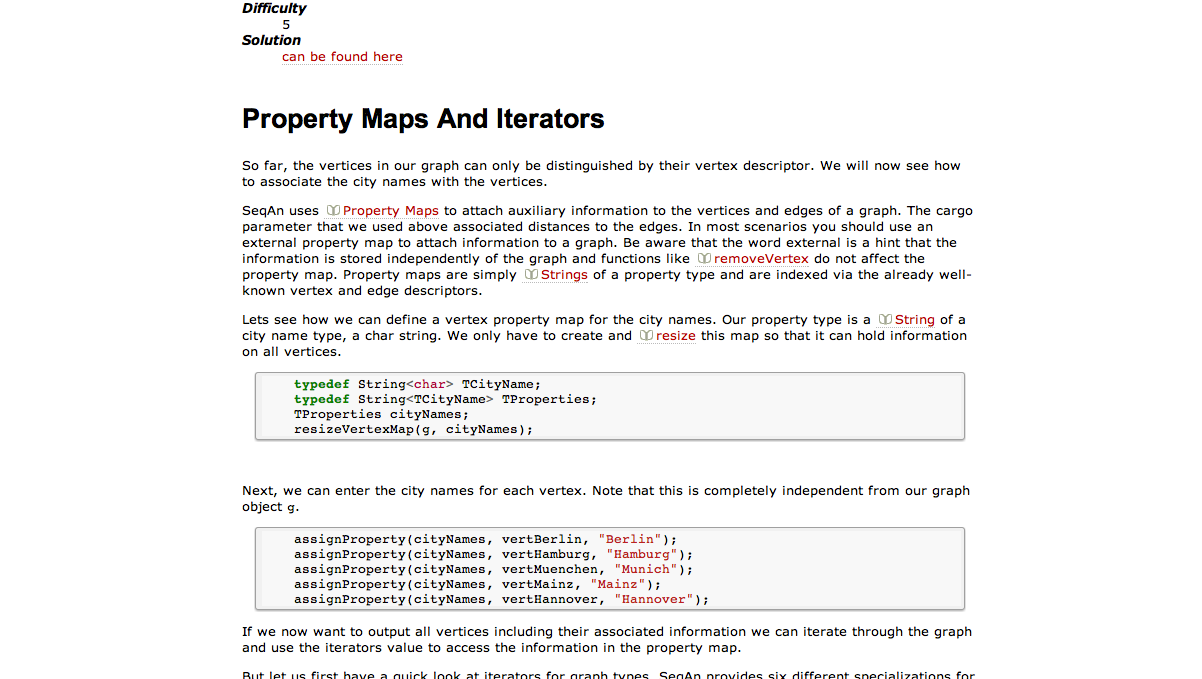 Difficulty
5
Solution
can be found here
Property Maps And Iterators
So far, the vertices in our graph can only be distinguished by their vertex descriptor. We will now see how
to associate the city names with the vertices.
SeqAn uses Property Maps to attach auxiliary information to the vertices and edges of a graph. The cargo
parameter that we used above associated distances to the edges. In most scenarios you should use an
external property map to attach information to a graph. Be aware that the word external is a hint that the
information is stored independently of the graph and functions like removeVertex do not affect the
property map. Property maps are simply Strings of a property type and are indexed via the already well-
known vertex and edge descriptors.
Lets see how we can define a vertex property map for the city names. Our property type is a String of a
city name type, a char string. We only have to create and resize this map so that it can hold information
on all vertices.
typedef String<char> TCityName;
typedef String<TCityName> TProperties;
TProperties cityNames;
resizeVertexMap(g, cityNames);
Next, we can enter the city names for each vertex. Note that this is completely independent from our graph
object g.
assignProperty(cityNames, vertBerlin, "Berlin");
assignProperty(cityNames, vertHamburg, "Hamburg");
assignProperty(cityNames, vertMuenchen, "Munich");
assignProperty(cityNames, vertMainz, "Mainz");
assignProperty(cityNames, vertHannover, "Hannover");
If we now want to output all vertices including their associated information we can iterate through the graph
and use the iterators value to access the information in the property map.
But let us first have a quick look at iterators for graph types. SeqAn provides six different specializations for